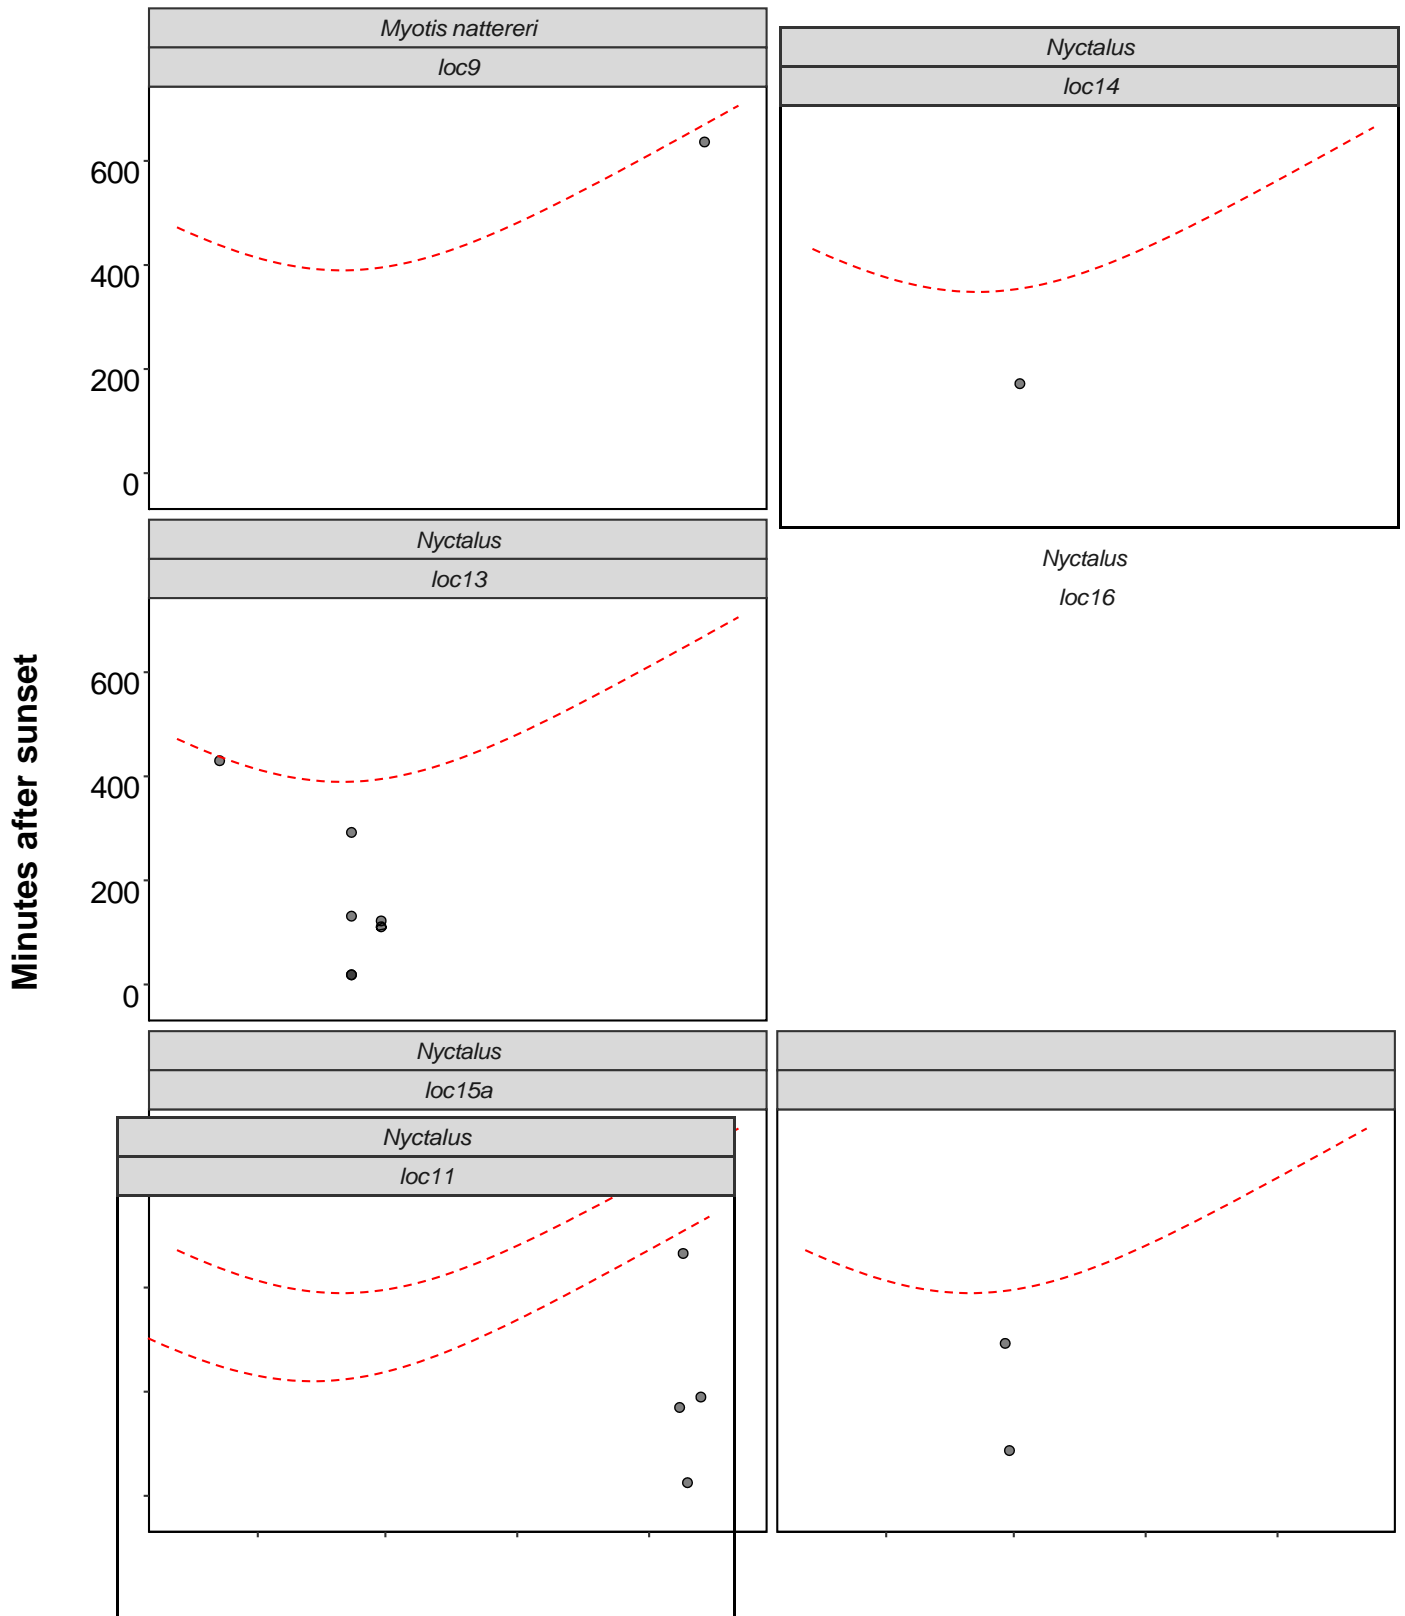 Myotis nattereri
loc9
Nyctalus
loc14
600
400
200
0
Nyctalus
loc13
Nyctalus
loc16
600
400
200
0
Minutes after sunset
Nyctalus
loc15a
Nyctalus
loc11